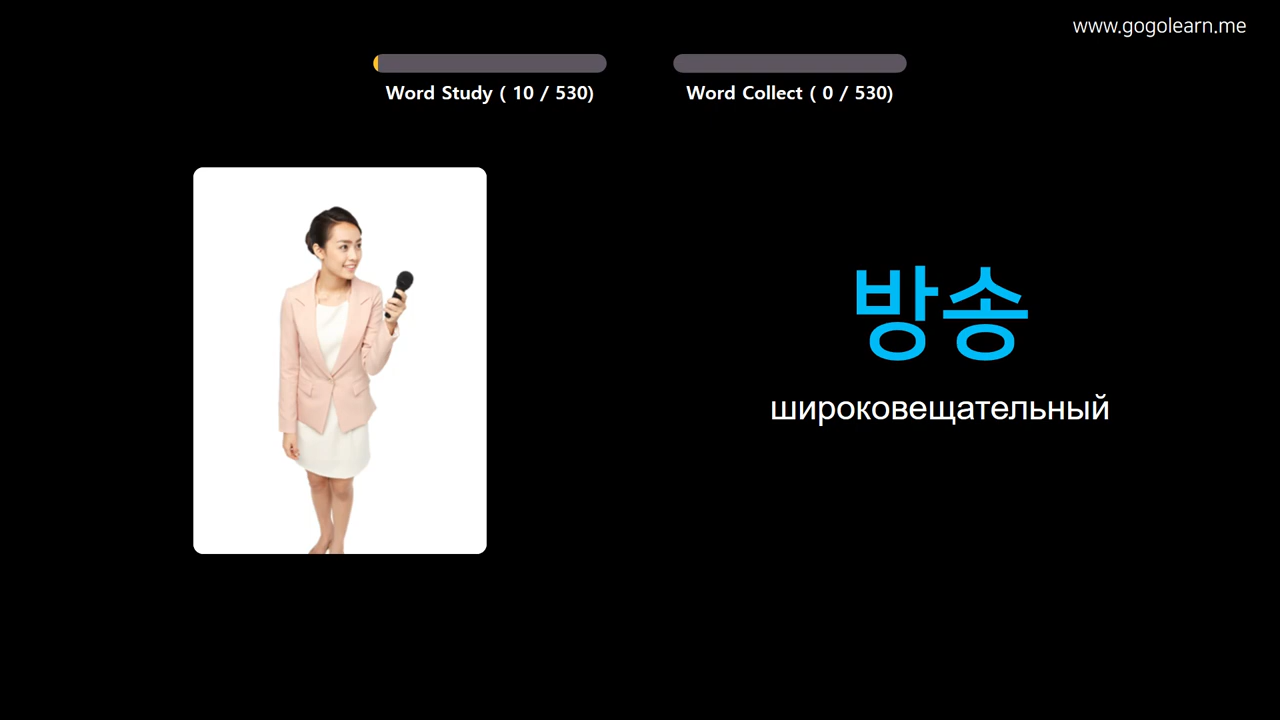 www.gogolearn.me
Word Study ( 10 / 530)
Word Collect ( 0 / 530)
방송
широковещательный